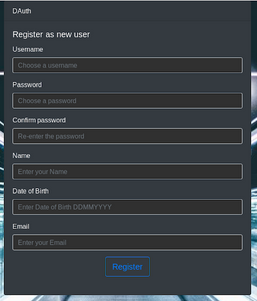 DAuth
Register as new user
Username
Choose a username
Password
Choose a password
Confirm password
Re-enter the password
Name
Enter your Name
Date of Birth
Enter Date of Birth DDMMYYYY
Email
Enter your Email
Register